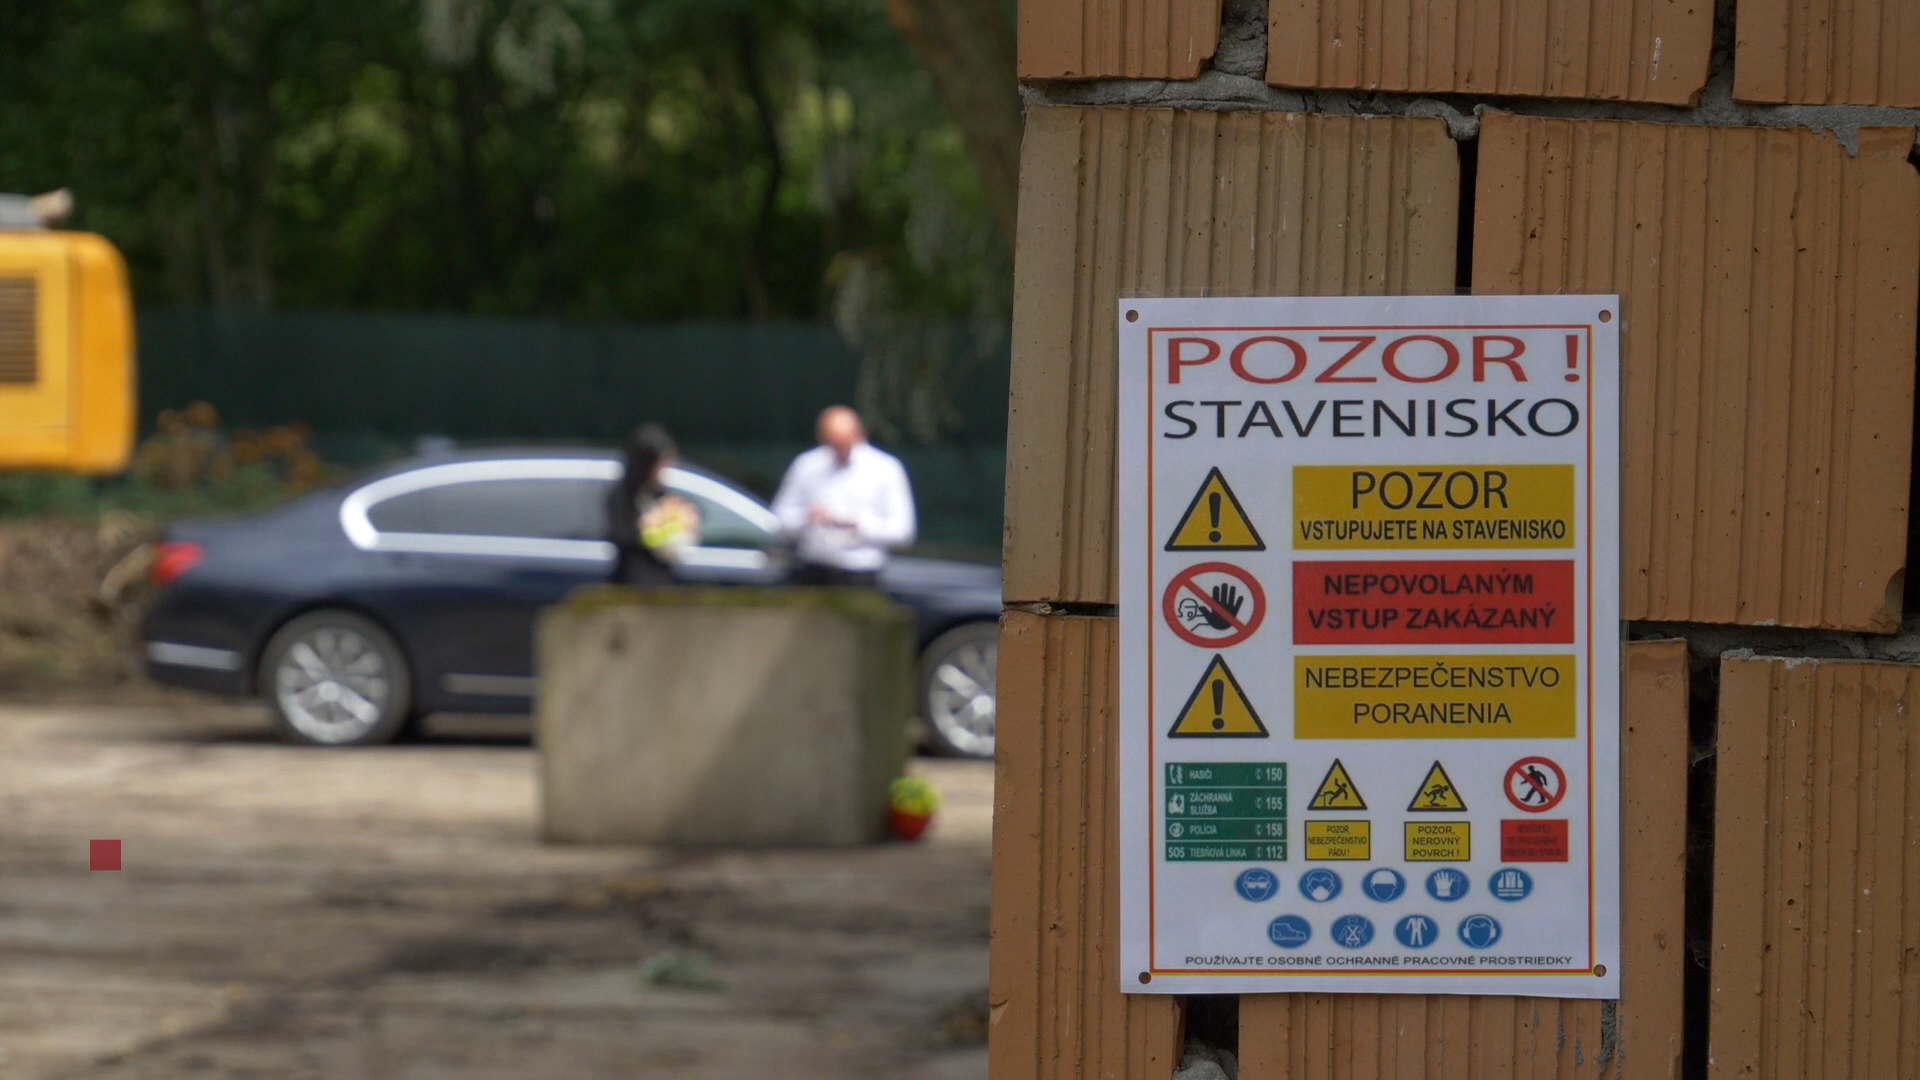 POZOR !
STAVENISKO
POZOR
VSTUPUJETE NA STAVENISKO
NEPOVOLANÝM
VSTUP ZAKÁZANÝ
NEBEZPEČENSTVO
PORANENIA
HASIČI 150
ZÁCHRANNÁ
SLUŽBA 155
POLÍCIA 158
SOS TIESŇOVÁ LINKA 112
POZOR,
NEBEZPEČENSTVO
PÁDU !
POZOR,
NEROVNÝ
POVRCH !
POUŽÍVAJTE OSOBNÉ OCHRANNÉ PRACOVNÉ PROSTRIEDKY